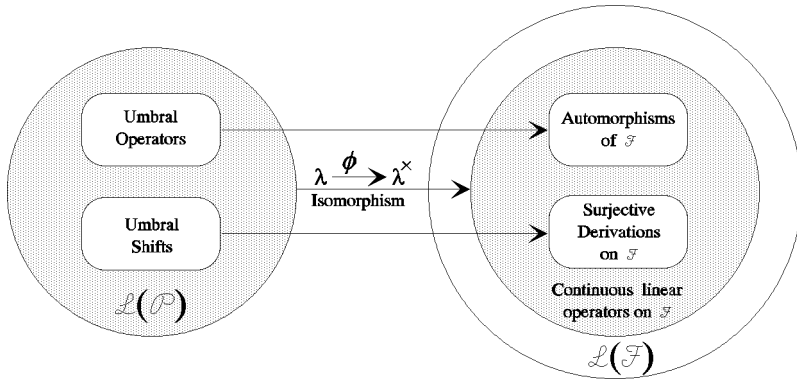 Umbral
Operators
Umbral
Shifts
ℒ(𝒫)
λ ϕ λ×
Isomorphism
Automorphisms
of ℱ
Surjective
Derivations
on ℱ
Continuous linear
operators on ℱ
ℒ(ℱ)